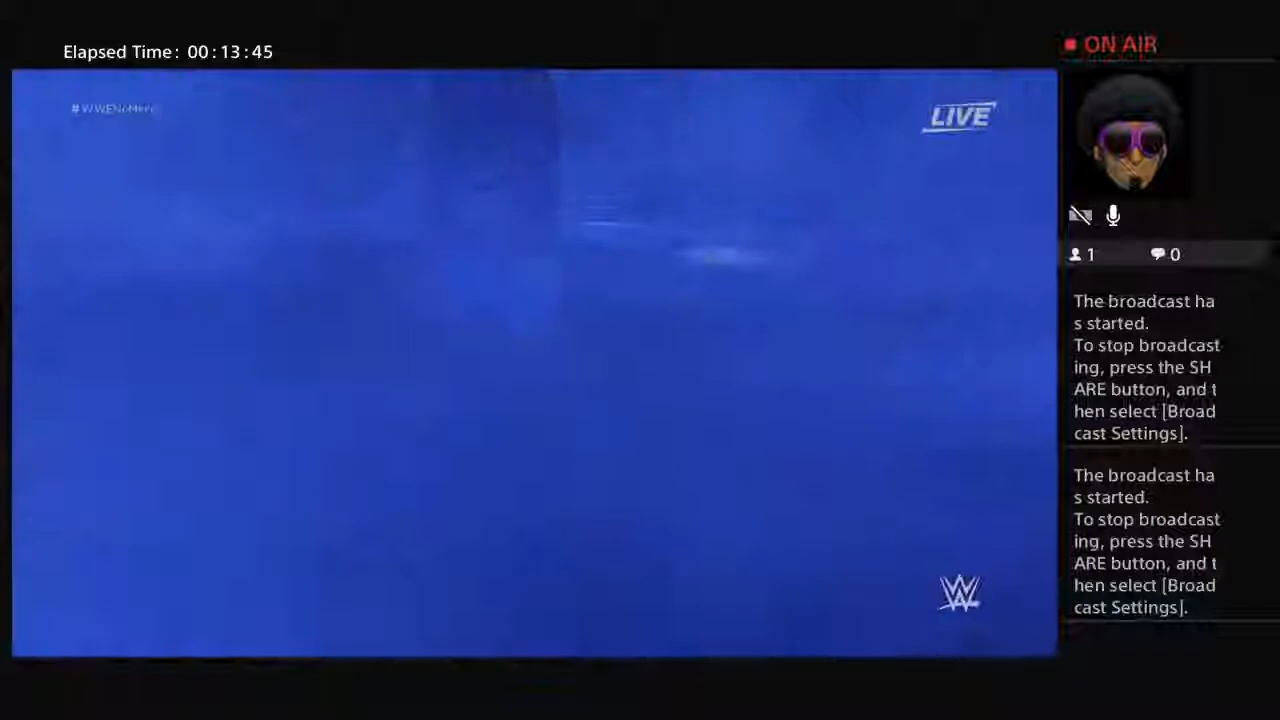 Elapsed Time: 00:13:45
ON AIR
#WWENoMercy
LIVE
1
0
The broadcast ha
s started.
To stop broadcast
ing, press the SH
ARE button, and t
hen select [Broad
cast Settings].
The broadcast ha
s started.
To stop broadcast
ing, press the SH
ARE button, and t
hen select [Broad
cast Settings].
W